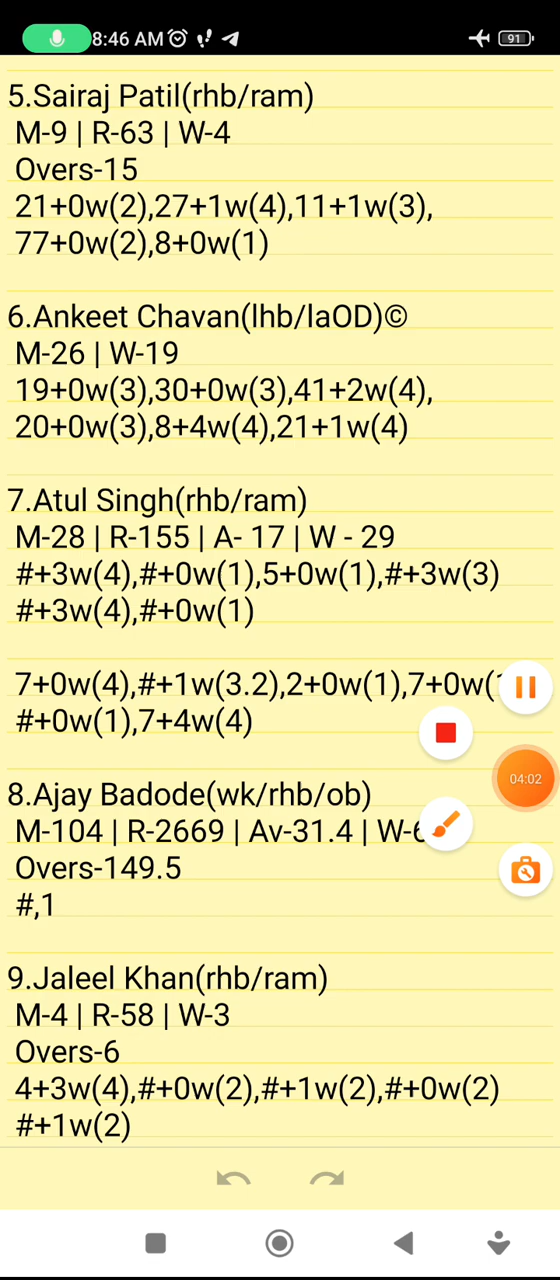 8:46 AM
91
5.Sairaj Patil(rhb/ram)
M-9 | R-63 | W-4
Overs-15
21+0w(2),27+1w(4),11+1w(3),
77+0w(2),8+0w(1)
6.Ankeet Chavan(lhb/laOD)©
M-26 | W-19
19+0w(3),30+0w(3),41+2w(4),
20+0w(3),8+4w(4),21+1w(4)
7.Atul Singh(rhb/ram)
M-28 | R-155 | A- 17 | W - 29
#+3w(4),#+0w(1),5+0w(1),#+3w(3)
#+3w(4),#+0w(1)
7+0w(4),#+1w(3.2),2+0w(1),7+0w(
#+0w(1),7+4w(4)
04:02
8.Ajay Badode(wk/rhb/ob)
M-104 | R-2669 | Av-31.4 | W-
Overs-149.5
#,1
9.Jaleel Khan(rhb/ram)
M-4 | R-58 | W-3
Overs-6
4+3w(4),#+0w(2),#+1w(2),#+0w(2)
#+1w(2)